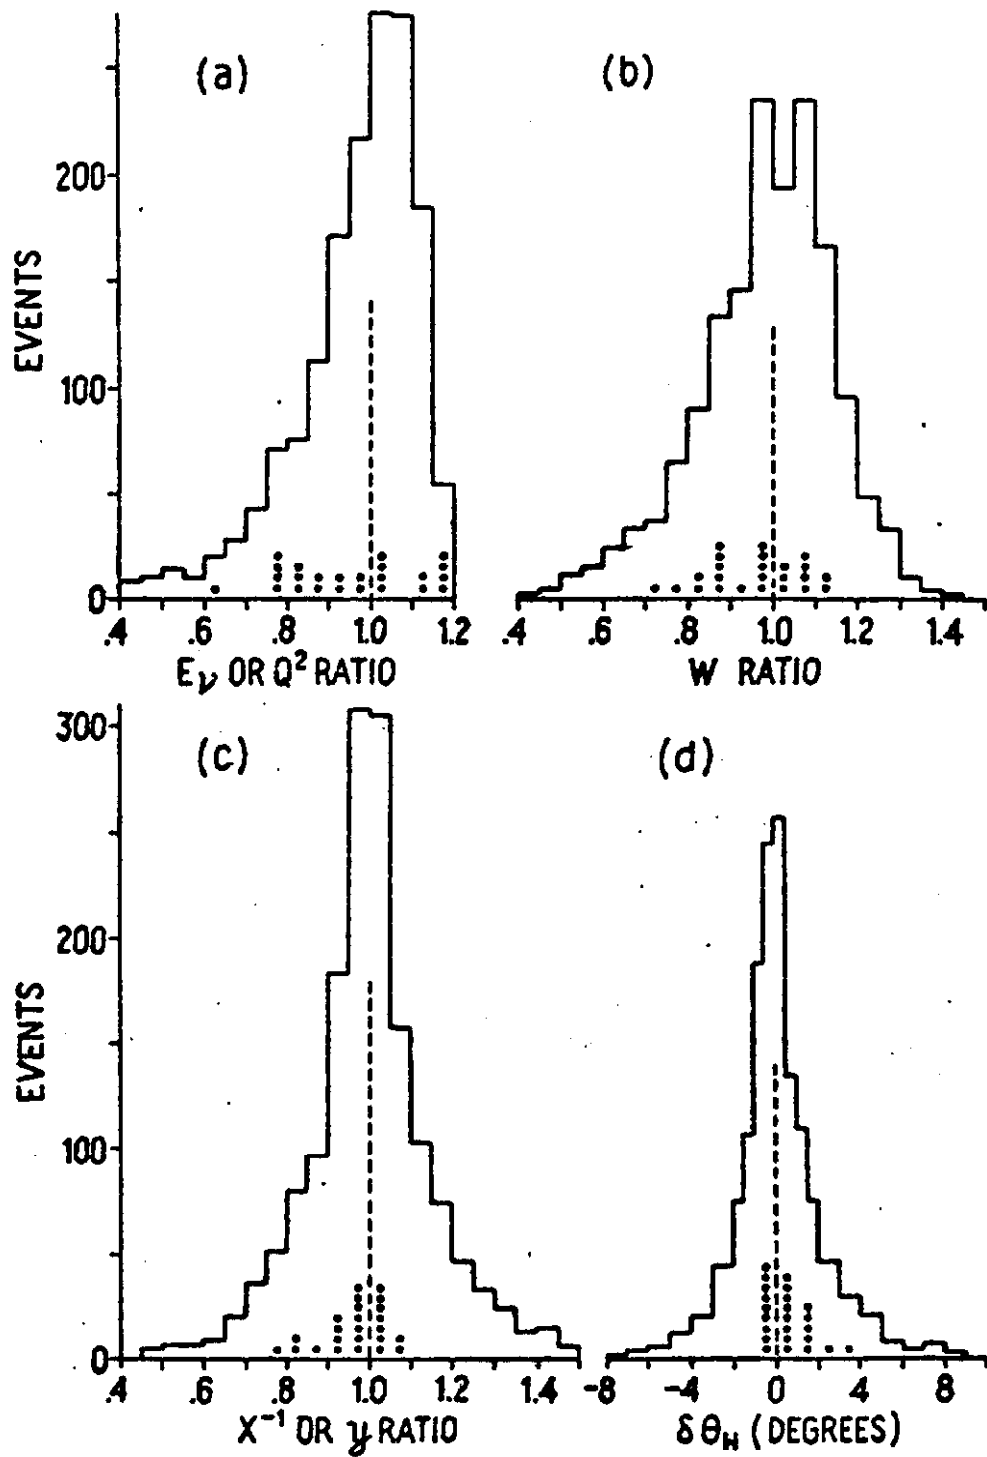 (a)
(b)
200
100
0
EVENTS
.4 .6 .8 1.0 1.2
.4 .6 .8 1.0 1.2 1.4
Eν OR Q² RATIO
W RATIO
(c)
(d)
300
200
100
0
EVENTS
.4 .6 .8 1.0 1.2 1.4
-8 -4 0 4 8
X⁻¹ OR y RATIO
δθH (DEGREES)